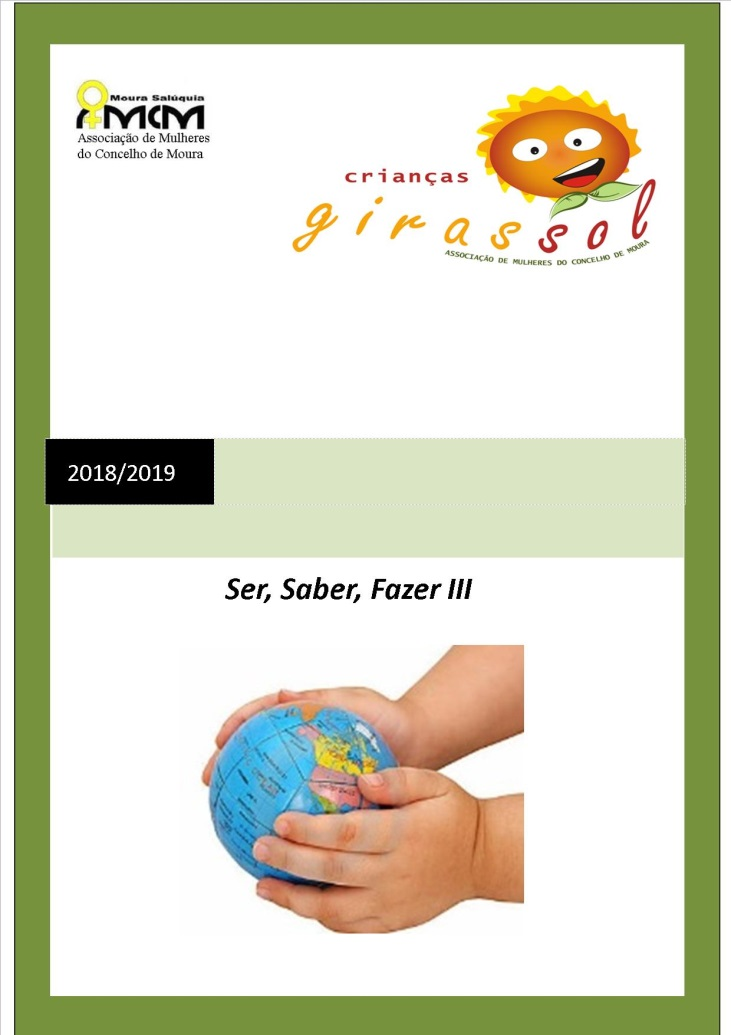 Moura Salúquia
AMCM
Associação de Mulheres
do Concelho de Moura
crianças
girassol
ASSOCIAÇÃO DE MULHERES DO CONCELHO DE MOURA
2018/2019
Ser, Saber, Fazer III